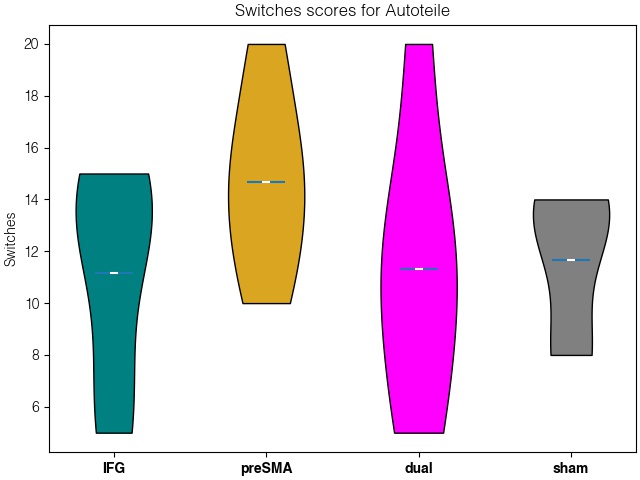 Switches scores for Autoteile
20
18
16
14
12
10
8
6
Switches
IFG
preSMA
dual
sham